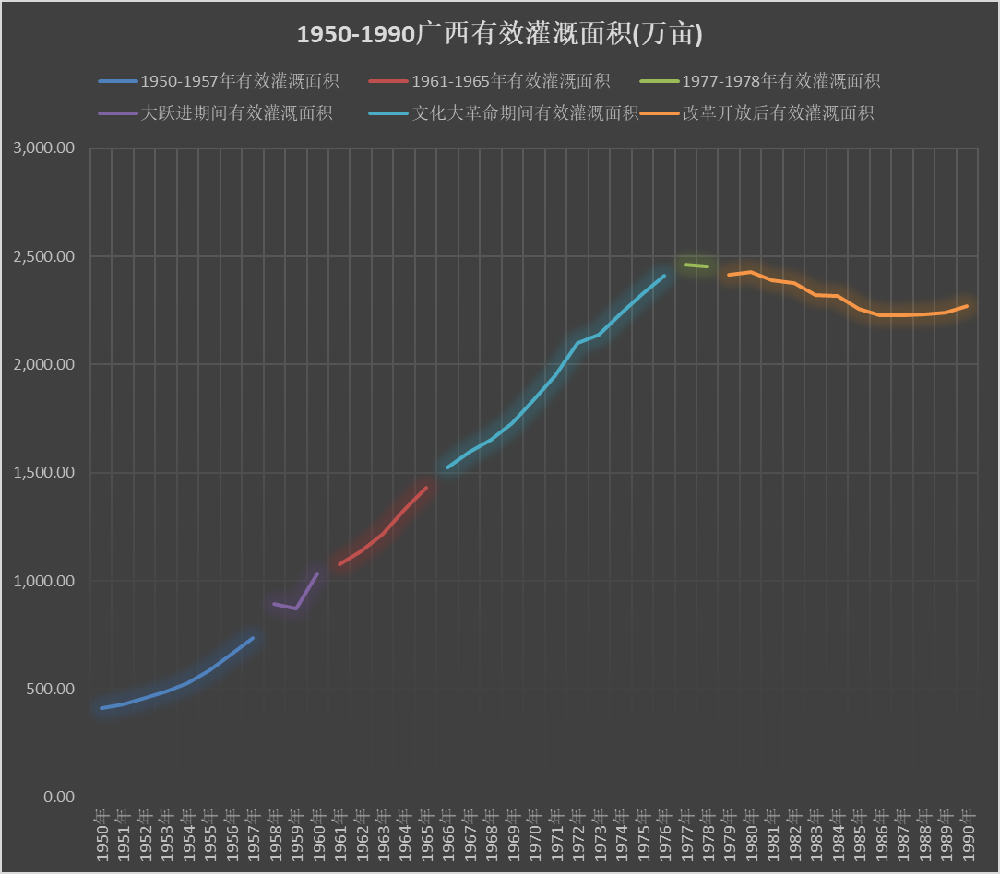 1950-1990广西有效灌溉面积(万亩)
1950-1957年有效灌溉面积 1961-1965年有效灌溉面积 1977-1978年有效灌溉面积
大跃进期间有效灌溉面积 文化大革命期间有效灌溉面积 改革开放后有效灌溉面积
3,000.00
2,500.00
2,000.00
1,500.00
1,000.00
500.00
0.00
1950年
1951年
1952年
1953年
1954年
1955年
1956年
1957年
1958年
1959年
1960年
1961年
1962年
1963年
1964年
1965年
1966年
1967年
1968年
1969年
1970年
1971年
1972年
1973年
1974年
1975年
1976年
1977年
1978年
1979年
1980年
1981年
1982年
1983年
1984年
1985年
1986年
1987年
1988年
1989年
1990年